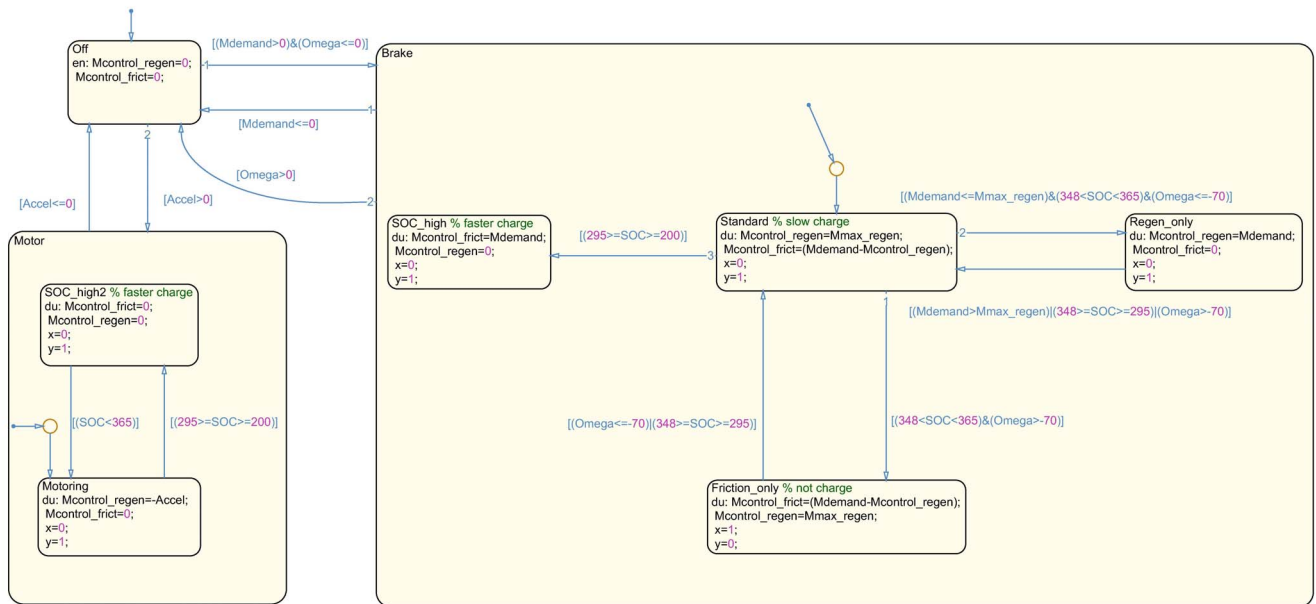 Off
en: Mcontrol_regen=0;
Mcontrol_frict=0;
[(Mdemand>0)&(Omega<=0)]
1
1
[Mdemand<=0]
2
[Omega>0]
2
[Accel<=0]
[Accel>0]
Motor
SOC_high2 % faster charge
du: Mcontrol_frict=0;
Mcontrol_regen=0;
x=0;
y=1;
[(SOC<365)]
[(295>=SOC>=200)]
Motoring
du: Mcontrol_regen=-Accel;
Mcontrol_frict=0;
x=0;
y=1;
Brake
SOC_high % faster charge
du: Mcontrol_frict=Mdemand;
Mcontrol_regen=0;
x=0;
y=1;
[(295>=SOC>=200)]
3
Standard % slow charge
du: Mcontrol_regen=Mmax_regen;
Mcontrol_frict=(Mdemand-Mcontrol_regen);
x=0;
y=1;
2
1
[(Mdemand<=Mmax_regen)&(348<SOC<365)&(Omega<=-70)]
Regen_only
du: Mcontrol_regen=Mdemand;
Mcontrol_frict=0;
x=0;
y=1;
[(Mdemand>Mmax_regen)|(348>=SOC>=295)|(Omega>-70)]
[(Omega<=-70)|(348>=SOC>=295)]
[(348<SOC<365)&(Omega>-70)]
Friction_only % not charge
du: Mcontrol_frict=(Mdemand-Mcontrol_regen);
Mcontrol_regen=Mmax_regen;
x=1;
y=0;